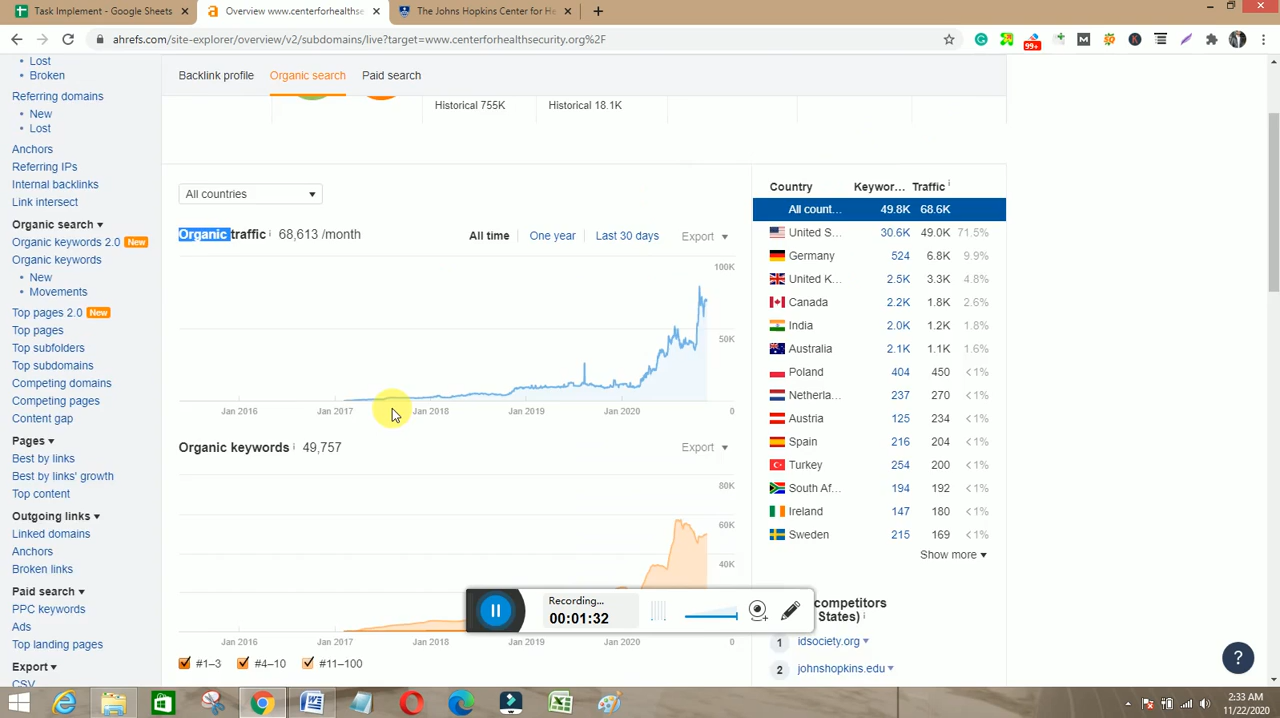 Task Implement - Google Sheets
Overview www.centerforhealthse
The Johns Hopkins Center for He
ahrefs.com/site-explorer/overview/v2/subdomains/live?target=www.centerforhealthsecurity.org%2F
99+
Backlink profile
Organic search
Paid search
Historical 755K
Historical 18.1K
Lost
Broken
Referring domains
New
Lost
Anchors
Referring IPs
Internal backlinks
Link intersect
Organic search
Organic keywords 2.0 New
Organic keywords
New
Movements
Top pages 2.0 New
Top pages
Top subfolders
Top subdomains
Competing domains
Competing pages
Content gap
Pages
Best by links
Best by links' growth
Top content
Outgoing links
Linked domains
Anchors
Broken links
Paid search
PPC keywords
Ads
Top landing pages
Export
CSV
All countries
Organic traffic i 68,613 /month
All time
One year
Last 30 days
Export
100K
50K
0
Jan 2016
Jan 2017
Jan 2018
Jan 2019
Jan 2020
Organic keywords i 49,757
Export
80K
60K
40K
0
Jan 2016
Jan 2017
Jan 2018
Jan 2019
Jan 2020
#1–3
#4–10
#11–100
Country Keywor... Traffic i
All count... 49.8K 68.6K
United S... 30.6K 49.0K 71.5%
Germany 524 6.8K 9.9%
United K... 2.5K 3.3K 4.8%
Canada 2.2K 1.8K 2.6%
India 2.0K 1.2K 1.8%
Australia 2.1K 1.1K 1.6%
Poland 404 450 <1%
Netherla... 237 270 <1%
Austria 125 234 <1%
Spain 216 204 <1%
Turkey 254 200 <1%
South Af... 194 192 <1%
Ireland 147 180 <1%
Sweden 215 169 <1%
Show more
competitors
States)
1 idsociety.org
2 johnshopkins.edu
Recording...
00:01:32
?
2:33 AM
11/22/2020